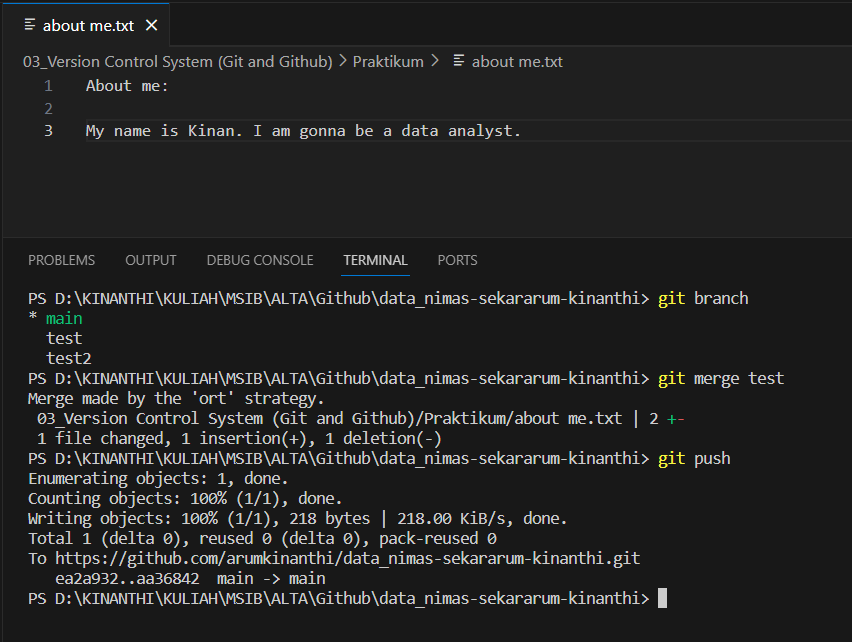 about me.txt
03_Version Control System (Git and Github) > Praktikum > about me.txt
1 About me:
2
3 My name is Kinan. I am gonna be a data analyst.
PROBLEMS OUTPUT DEBUG CONSOLE TERMINAL PORTS
PS D:\KINANTHI\KULIAH\MSIB\ALTA\Github\data_nimas-sekararum-kinanthi> git branch
* main
  test
  test2
PS D:\KINANTHI\KULIAH\MSIB\ALTA\Github\data_nimas-sekararum-kinanthi> git merge test
Merge made by the 'ort' strategy.
 03_Version Control System (Git and Github)/Praktikum/about me.txt | 2 +-
 1 file changed, 1 insertion(+), 1 deletion(-)
PS D:\KINANTHI\KULIAH\MSIB\ALTA\Github\data_nimas-sekararum-kinanthi> git push
Enumerating objects: 1, done.
Counting objects: 100% (1/1), done.
Writing objects: 100% (1/1), 218 bytes | 218.00 KiB/s, done.
Total 1 (delta 0), reused 0 (delta 0), pack-reused 0
To https://github.com/arumkinanthi/data_nimas-sekararum-kinanthi.git
   ea2a932..aa36842  main -> main
PS D:\KINANTHI\KULIAH\MSIB\ALTA\Github\data_nimas-sekararum-kinanthi>